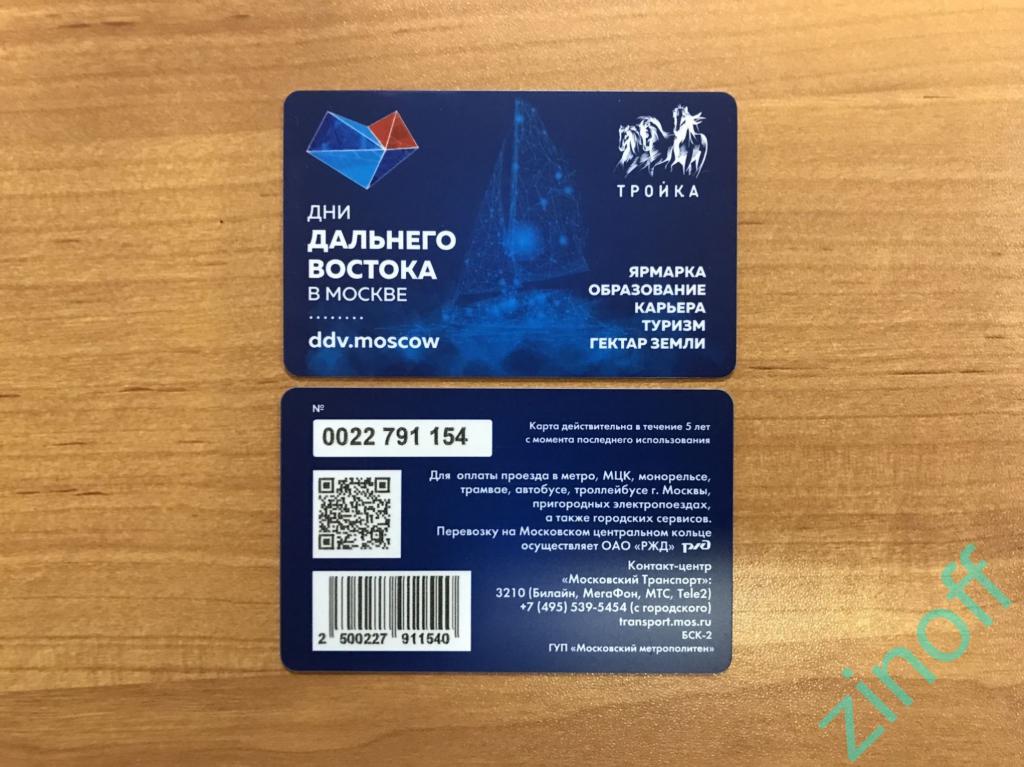 ТРОЙКА
ДНИ
ДАЛЬНЕГО
ВОСТОКА
В МОСКВЕ
........
ddv.moscow
ЯРМАРКА
ОБРАЗОВАНИЕ
КАРЬЕРА
ТУРИЗМ
ГЕКТАР ЗЕМЛИ
№
0022 791 154
Карта действительна в течение 5 лет
с момента последнего использования
Для оплаты проезда в метро, МЦК, монорельсе,
трамвае, автобусе, троллейбусе г. Москвы,
пригородных электропоездах,
а также городских сервисов.
Перевозку на Московском центральном кольце
осуществляет ОАО «РЖД» ржд
Контакт-центр
«Московский Транспорт»:
3210 (Билайн, МегаФон, МТС, Tele2)
+7 (495) 539-5454 (с городского)
transport.mos.ru
БСК-2
ГУП «Московский метрополитен»
2 500227 911540
zinoff